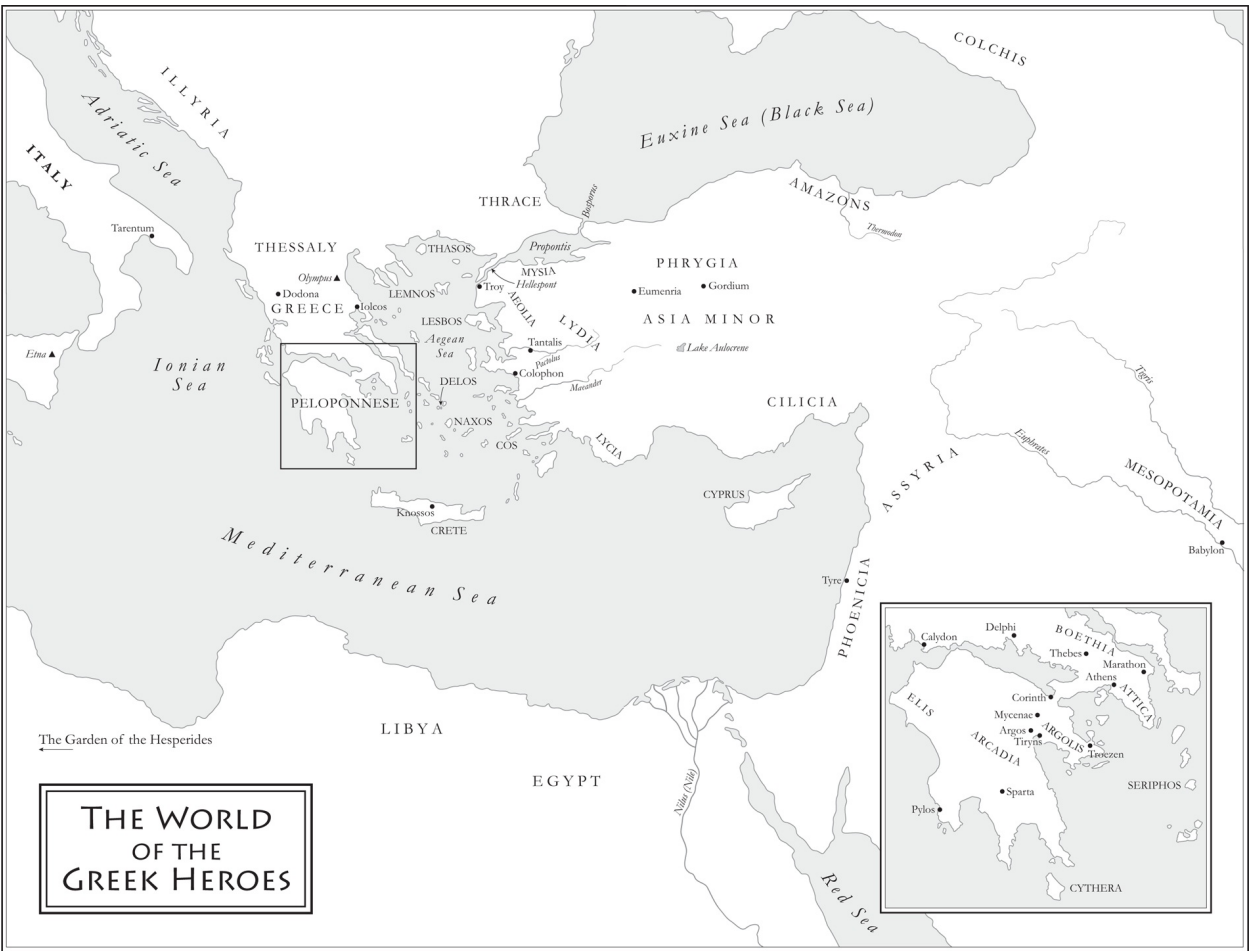 COLCHIS
ILLYRIA
Adriatic Sea
Euxine Sea (Black Sea)
ITALY
AMAZONS
THRACE
Bosporus
Tarentum
Thermodon
THESSALY
THASOS
Propontis
PHRYGIA
Olympus
MYSIA
Hellespont
Dodona
LEMNOS
Troy
Eumenria
Gordium
GREECE
Iolcos
AEOLIA
LESBOS
LYDIA
ASIA MINOR
Aegean
Sea
Tantalis
Lake Aulocrene
Etna
Pactolus
Ionian
Sea
Colophon
Maeander
Tigris
DELOS
PELOPONNESE
CILICIA
NAXOS
COS
LYCIA
Euphrates
ASSYRIA
MESOPOTAMIA
CYPRUS
Knossos
CRETE
Babylon
Mediterranean Sea
Tyre
PHOENICIA
LIBYA
The Garden of the Hesperides
EGYPT
Nilus (Nile)
Red Sea
THE WORLD
OF THE
GREEK HEROES
Calydon
Delphi
BOETHIA
Thebes
Marathon
Athens
ATTICA
Corinth
ELIS
Mycenae
Argos
ARGOLIS
Tiryns
ARCADIA
Troezen
SERIPHOS
Sparta
Pylos
CYTHERA